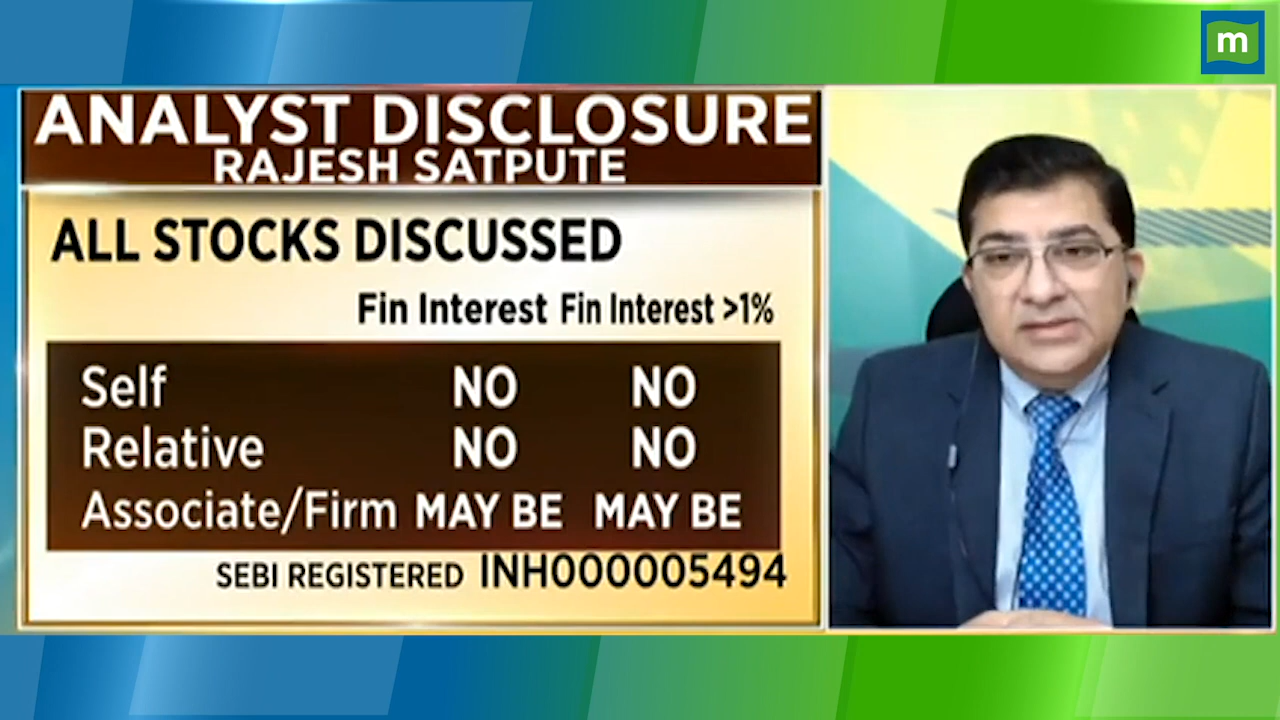 m
ANALYST DISCLOSURE
RAJESH SATPUTE
ALL STOCKS DISCUSSED
Fin Interest Fin Interest >1%
Self NO NO
Relative NO NO
Associate/Firm MAY BE MAY BE
SEBI REGISTERED INH000005494